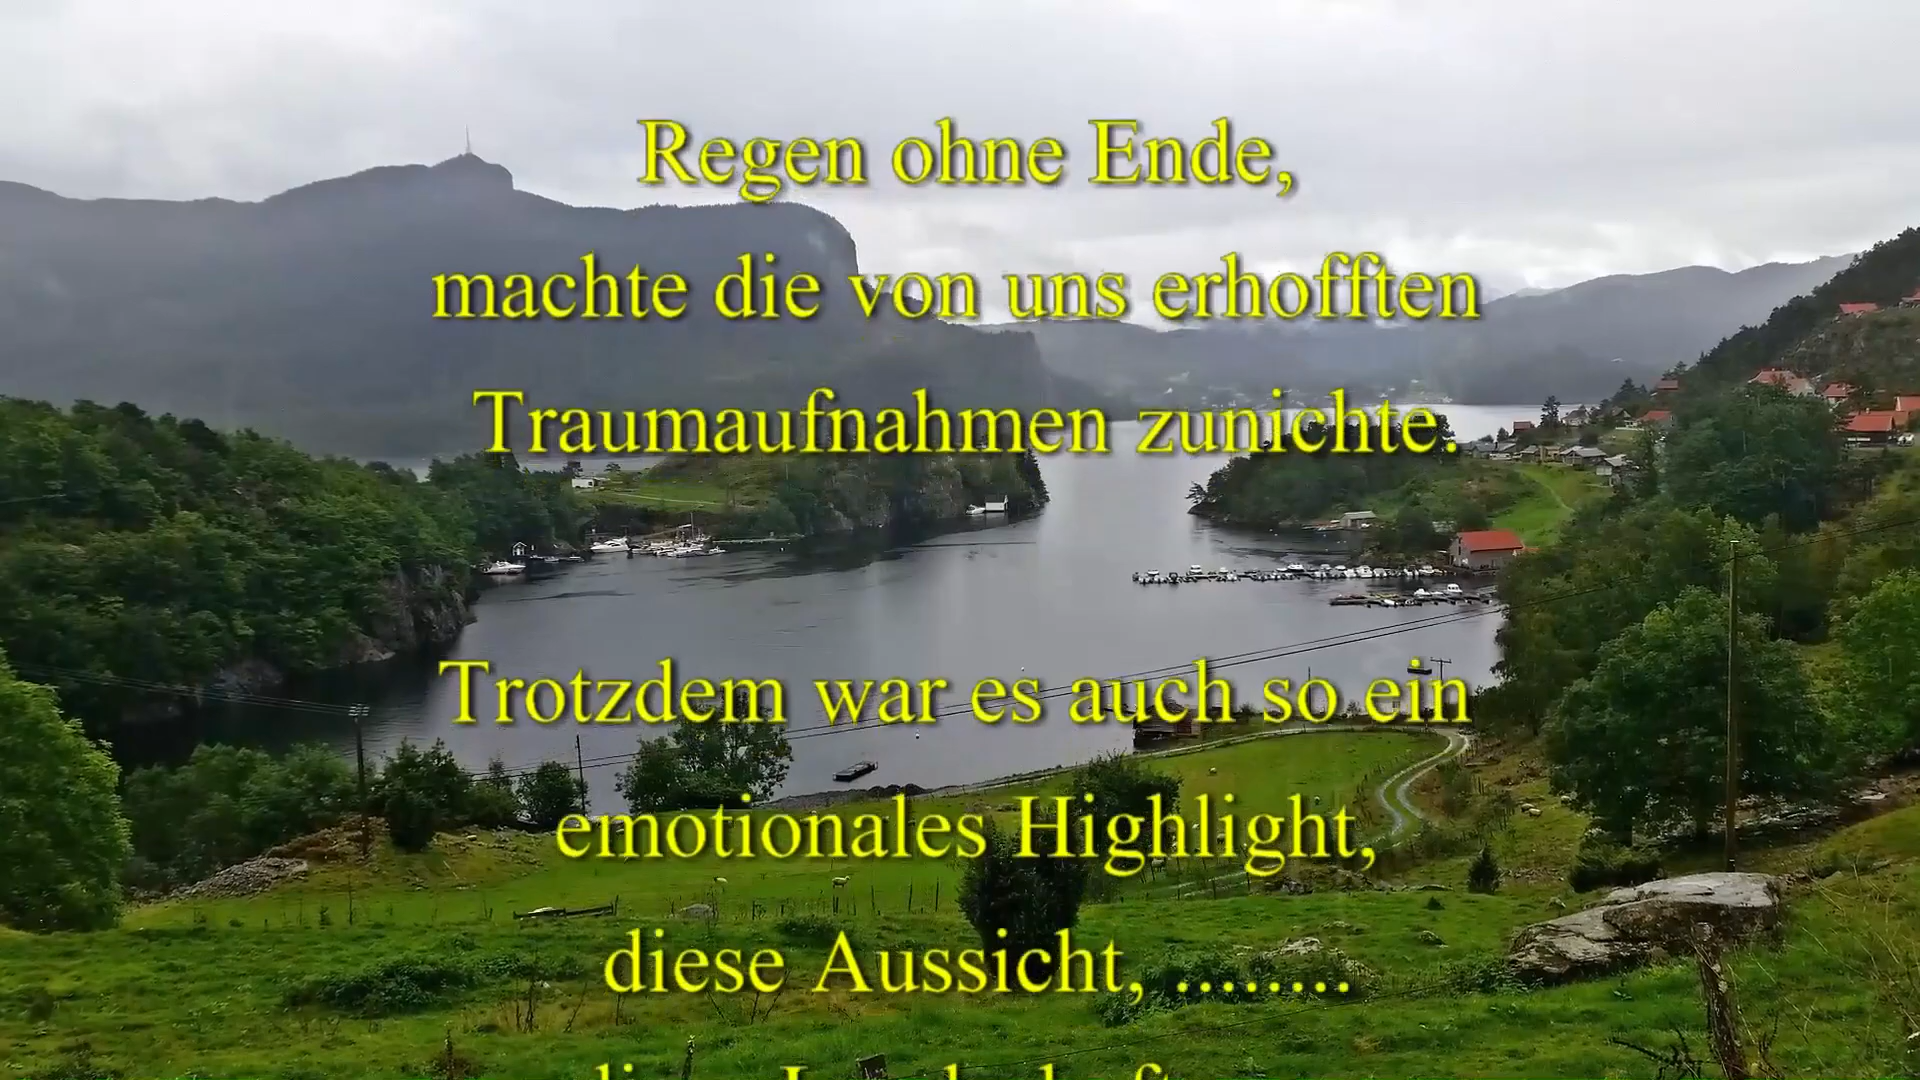 Regen ohne Ende,
machte die von uns erhofften
Traumaufnahmen zunichte.
Trotzdem war es auch so ein
emotionales Highlight,
diese Aussicht, ........